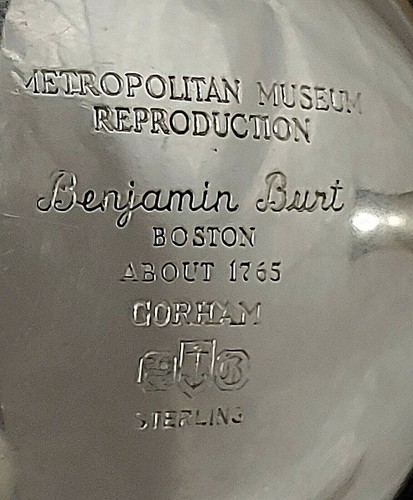 METROPOLITAN MUSEUM
REPRODUCTION
Benjamin Burt
BOSTON
ABOUT 1765
GORHAM
STERLING